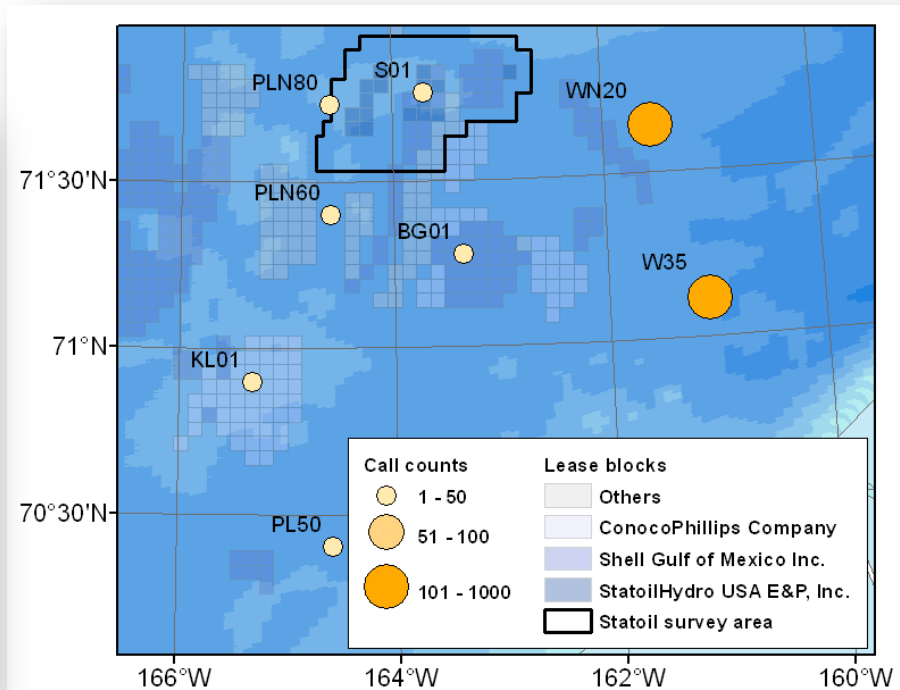 PLN80
S01
WN20
71°30'N
PLN60
BG01
W35
71°N
KL01
PL50
70°30'N
Call counts
1 - 50
51 - 100
101 - 1000
Lease blocks
Others
ConocoPhillips Company
Shell Gulf of Mexico Inc.
StatoilHydro USA E&P, Inc.
Statoil survey area
166°W
164°W
162°W
160°W